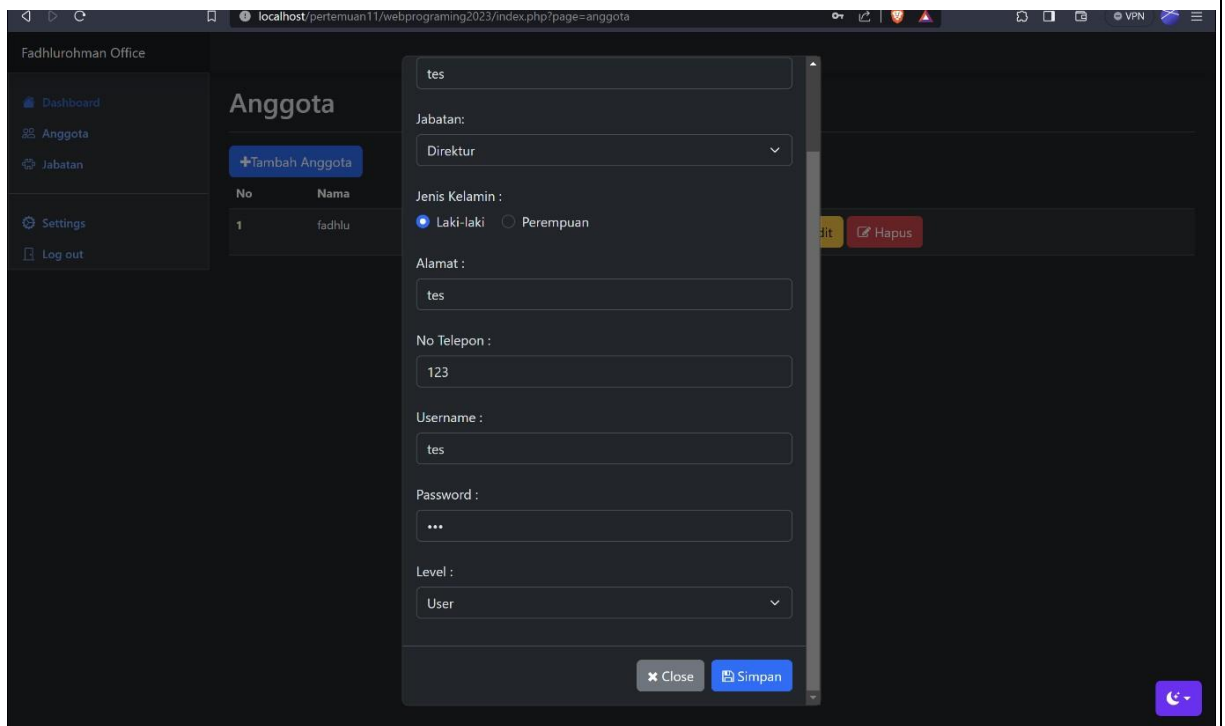 localhost/pertemuan11/webprograming2023/index.php?page=anggota
VPN
Fadhlurohman Office
Dashboard
Anggota
Jabatan
Settings
Log out
Anggota
+Tambah Anggota
No Nama
1 fadhlu
dit Hapus
tes
Jabatan:
Direktur
Jenis Kelamin :
Laki-laki Perempuan
Alamat :
tes
No Telepon :
123
Username :
tes
Password :
•••
Level :
User
Close Simpan